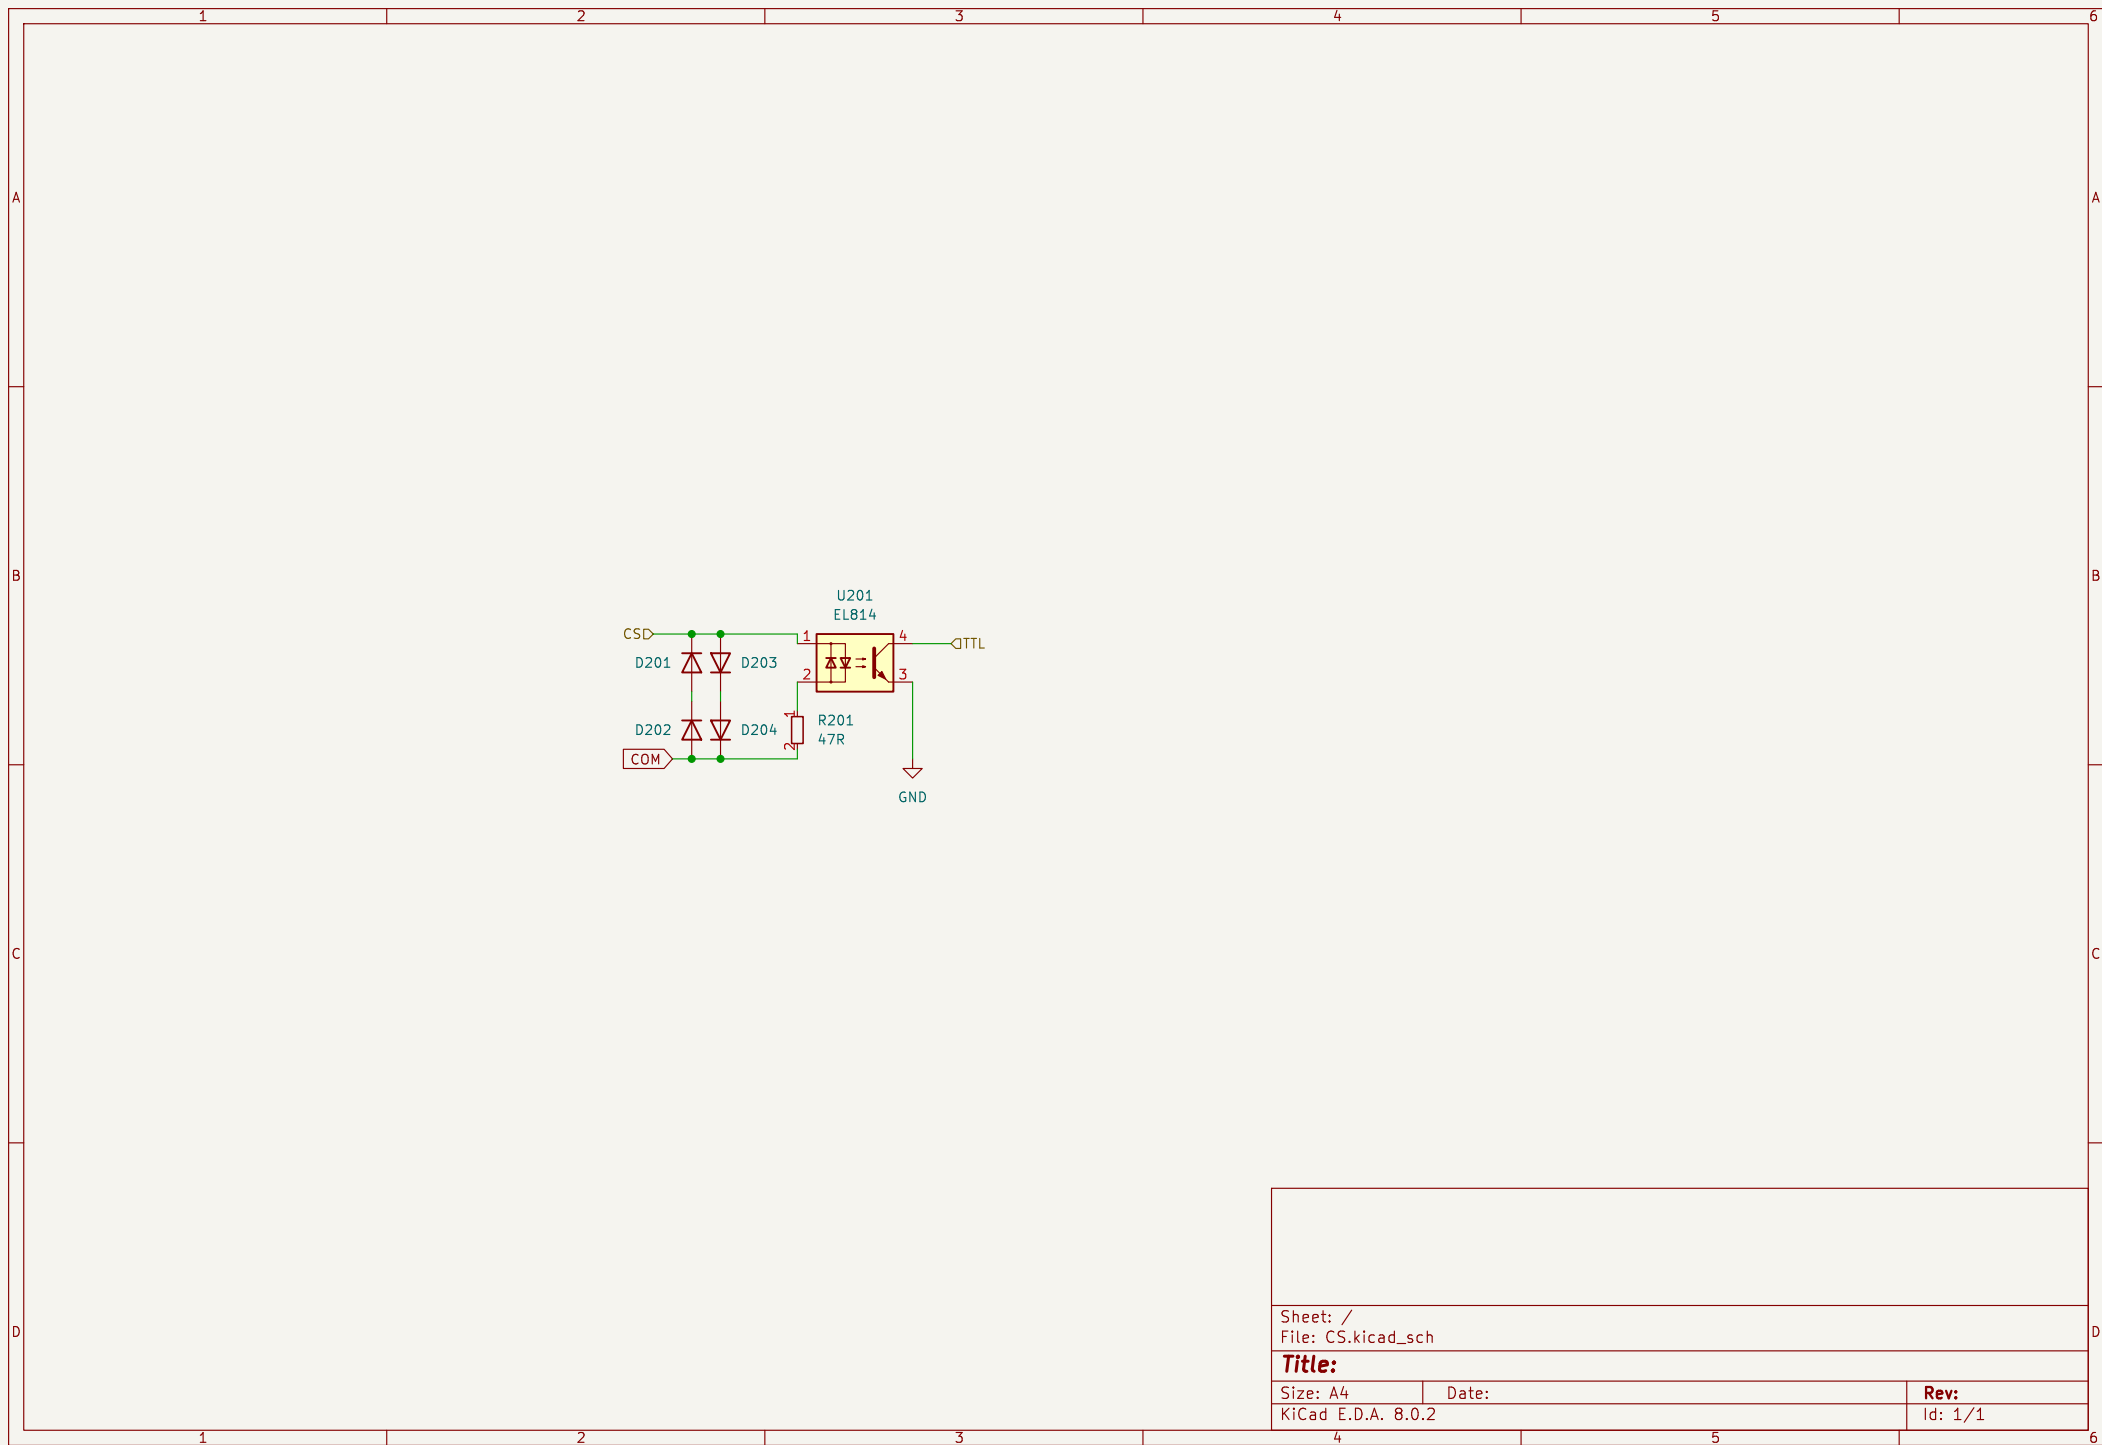 1 2 3 4 5 6
A A
B B
U201
EL814
CS 1 4 TTL
D201 D203
2 3
D202 D204 1 R201
47R
2
COM
GND
C C
Sheet: /
File: CS.kicad_sch
D D
Title:
Size: A4 Date: Rev:
KiCad E.D.A. 8.0.2 Id: 1/1
1 2 3 4 5 6